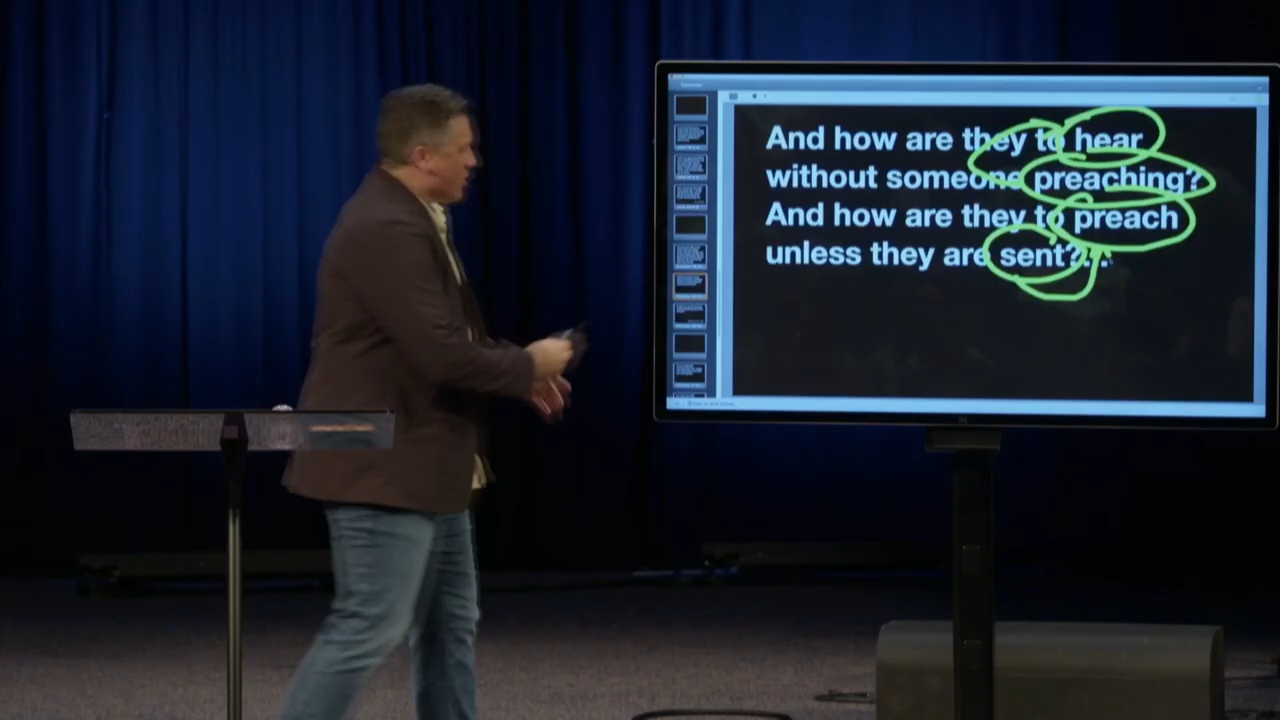 And how are they to hear
without someone preaching?
And how are they to preach
unless they are sent?...